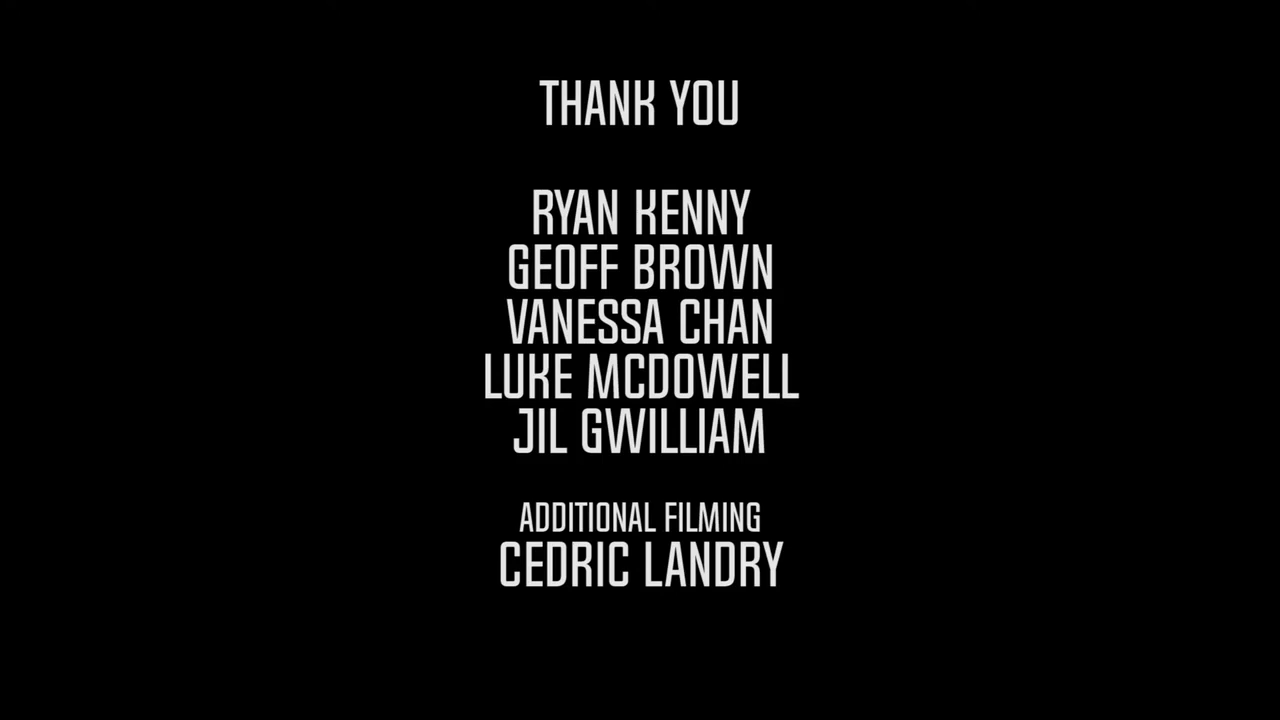 THANK YOU
RYAN KENNY
GEOFF BROWN
VANESSA CHAN
LUKE MCDOWELL
JIL GWILLIAM
ADDITIONAL FILMING
CEDRIC LANDRY